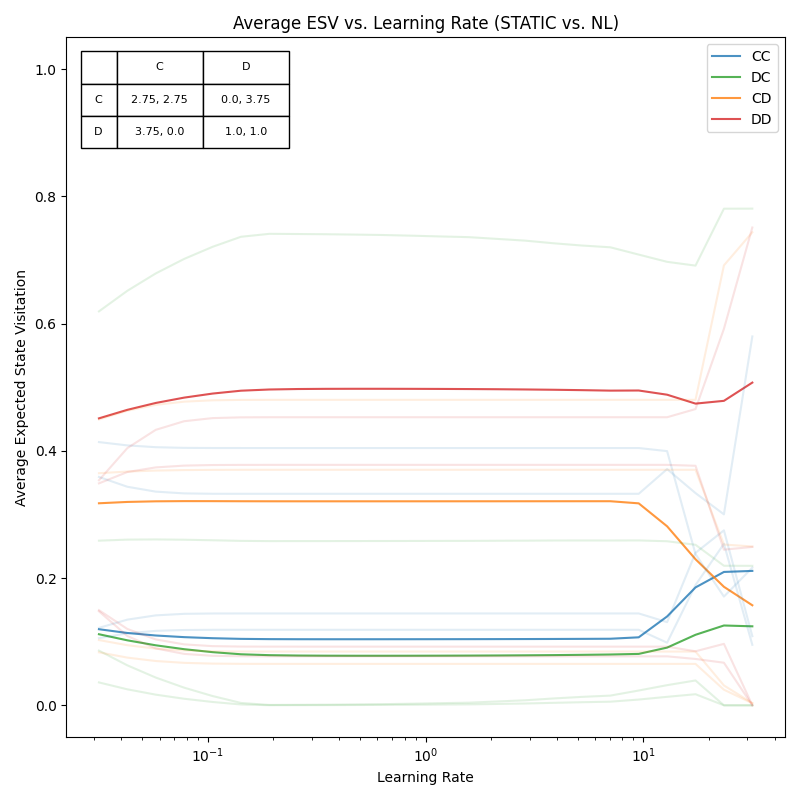 Average ESV vs. Learning Rate (STATIC vs. NL)
C D
C 2.75, 2.75 0.0, 3.75
D 3.75, 0.0 1.0, 1.0
CC
DC
CD
DD
1.0
0.8
0.6
0.4
0.2
0.0
Average Expected State Visitation
10⁻¹ 10⁰ 10¹
Learning Rate